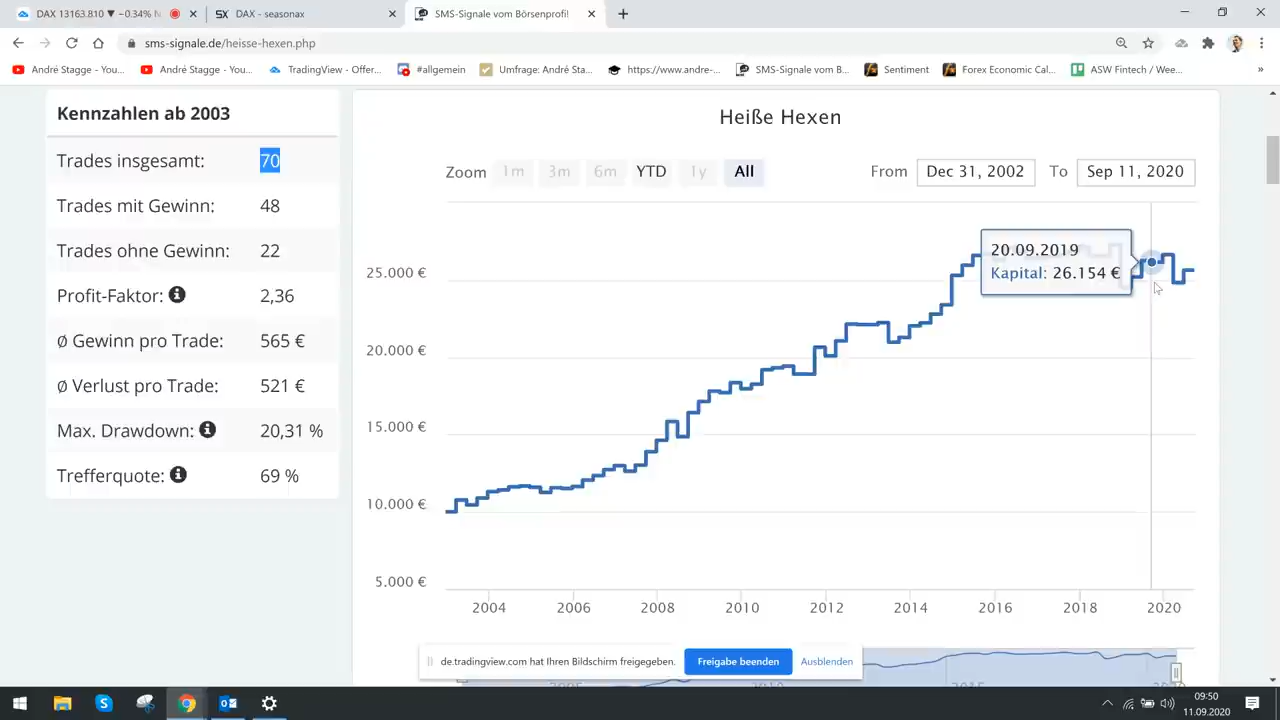 DAX 13163.810 ▼ −0.34% N
DAX - seasonax
SMS-Signale vom Börsenprofi!
sms-signale.de/heisse-hexen.php
André Stagge - You...
André Stagge - You...
TradingView - Offer...
#allgemein
Umfrage: André Sta...
https://www.andre-...
SMS-Signale vom B...
Sentiment
Forex Economic Cal...
ASW Fintech / Wee...
»
Kennzahlen ab 2003
Trades insgesamt: 70
Trades mit Gewinn: 48
Trades ohne Gewinn: 22
Profit-Faktor: 2,36
Ø Gewinn pro Trade: 565 €
Ø Verlust pro Trade: 521 €
Max. Drawdown: 20,31 %
Trefferquote: 69 %
Heiße Hexen
Zoom 1m 3m 6m YTD 1y All
From Dec 31, 2002 To Sep 11, 2020
20.09.2019
Kapital: 26.154 €
25.000 €
20.000 €
15.000 €
10.000 €
5.000 €
2004 2006 2008 2010 2012 2014 2016 2018 2020
de.tradingview.com hat Ihren Bildschirm freigegeben.
Freigabe beenden
Ausblenden
2005 2010 2015 2020
09:50
11.09.2020